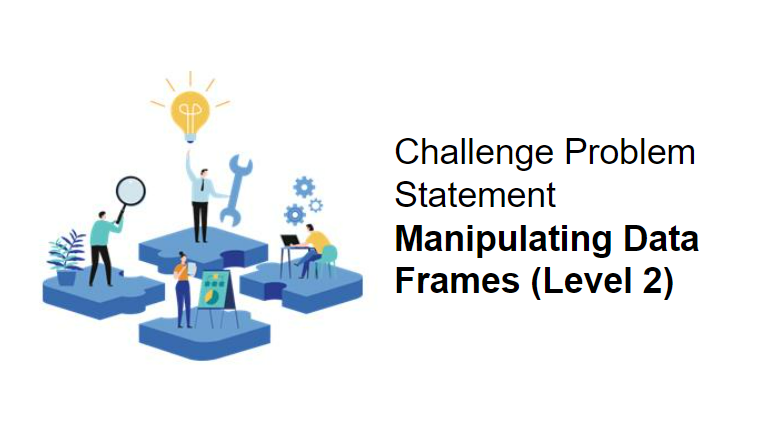 Challenge Problem
Statement
Manipulating Data
Frames (Level 2)